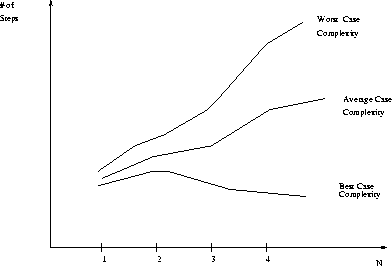 # of
Steps
Worst Case
Complexity
Average Case
Complexity
Best Case
Complexity
1 2 3 4
N